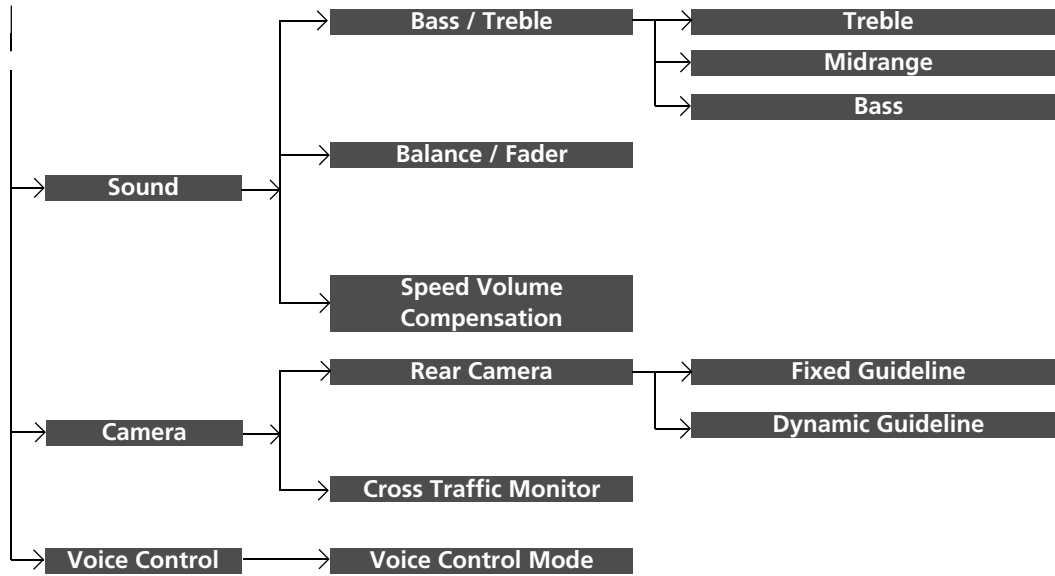 Bass / Treble
Treble
Midrange
Bass
Balance / Fader
Sound
Speed Volume
Compensation
Rear Camera
Fixed Guideline
Dynamic Guideline
Camera
Cross Traffic Monitor
Voice Control
Voice Control Mode